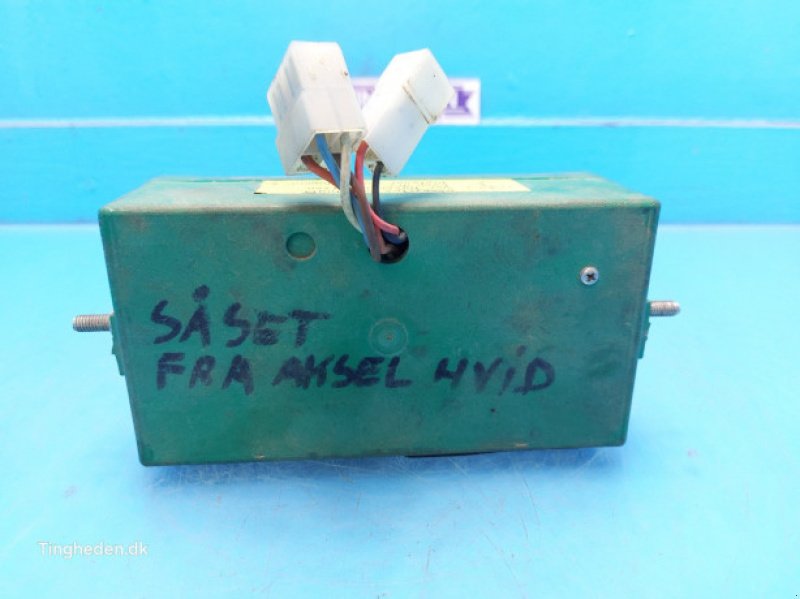 SÅSET
FRA AKSEL HViD
Tingheden.dk